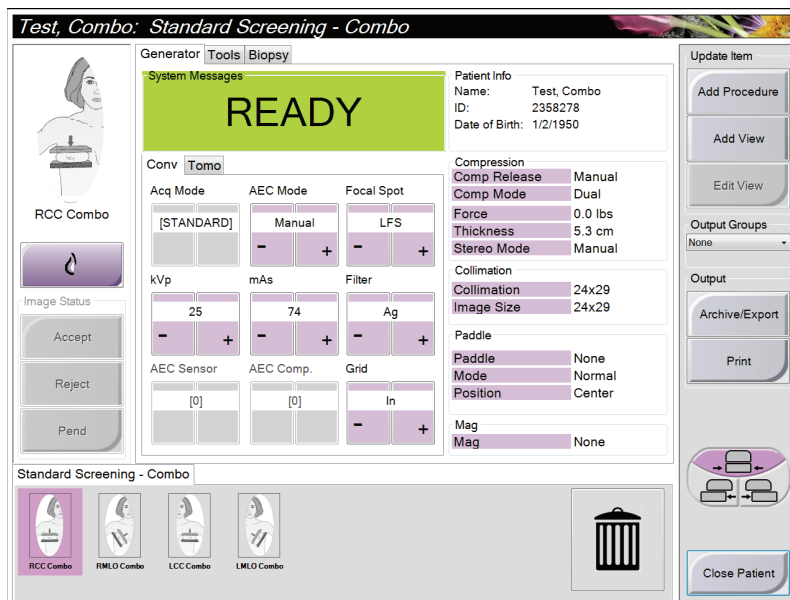 Test, Combo: Standard Screening - Combo
RCC Combo
Image Status
Accept
Reject
Pend
Generator Tools Biopsy
System Messages
READY
Patient Info
Name: Test, Combo
ID: 2358278
Date of Birth: 1/2/1950
Conv Tomo
Acq Mode AEC Mode Focal Spot
[STANDARD] Manual LFS
- + - +
kVp mAs Filter
25 74 Ag
- + - + - +
AEC Sensor AEC Comp. Grid
[0] [0] In
- +
Compression
Comp Release Manual
Comp Mode Dual
Force 0.0 lbs
Thickness 5.3 cm
Stereo Mode Manual
Collimation
Collimation 24x29
Image Size 24x29
Paddle
Paddle None
Mode Normal
Position Center
Mag
Mag None
Update Item
Add Procedure
Add View
Edit View
Output Groups
None
Output
Archive/Export
Print
Close Patient
Standard Screening - Combo
RCC Combo RMLO Combo LCC Combo LMLO Combo